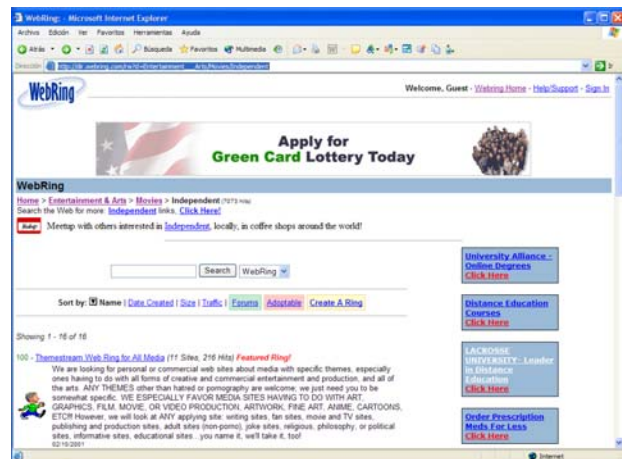 WebRing: - Microsoft Internet Explorer
Archivo Edición Ver Favoritos Herramientas Ayuda
Atrás Búsqueda Favoritos Multimedia
Dirección
WebRing
Welcome, Guest - Webring Home - Help/Support - Sign In
Apply for
Green Card Lottery Today
WebRing
Home > Entertainment & Arts > Movies > Independent (7073 Hits)
Search the Web for more: Independent links, Click Here!
Meetup with others interested in Independent, locally, in coffee shops around the world!
Search WebRing
Sort by: Name | Date Created | Size | Traffic | Forums Adoptable Create A Ring
Showing 1 - 16 of 16
100 - Themestream Web Ring for All Media (11 Sites, 216 Hits) Featured Ring!
We are looking for personal or commercial web sites about media with specific themes, especially
ones having to do with all forms of creative and commercial entertainment and production, and all of
the arts. ANY THEMES other than hatred or pornography are welcome; we just need you to be
somewhat specific. WE ESPECIALLY FAVOR MEDIA SITES HAVING TO DO WITH ART,
GRAPHICS, FILM, MOVIE, OR VIDEO PRODUCTION, ARTWORK, FINE ART, ANIME, CARTOONS,
ETC!!! However, we will look at ANY applying site: writing sites, fan sites, movie and TV sites,
publishing and production sites, adult sites (non-porno), joke sites, religious, philosophy, or political
sites, informative sites, educational sites...you name it, we'll take it, too!
02/10/2001
University Alliance -
Online Degrees
Click Here
Distance Education
Courses
Click Here
LACROSSE
UNIVERSITY- Leader
in Distance
Education
Click Here
Order Prescription
Meds For Less
Click Here
Internet